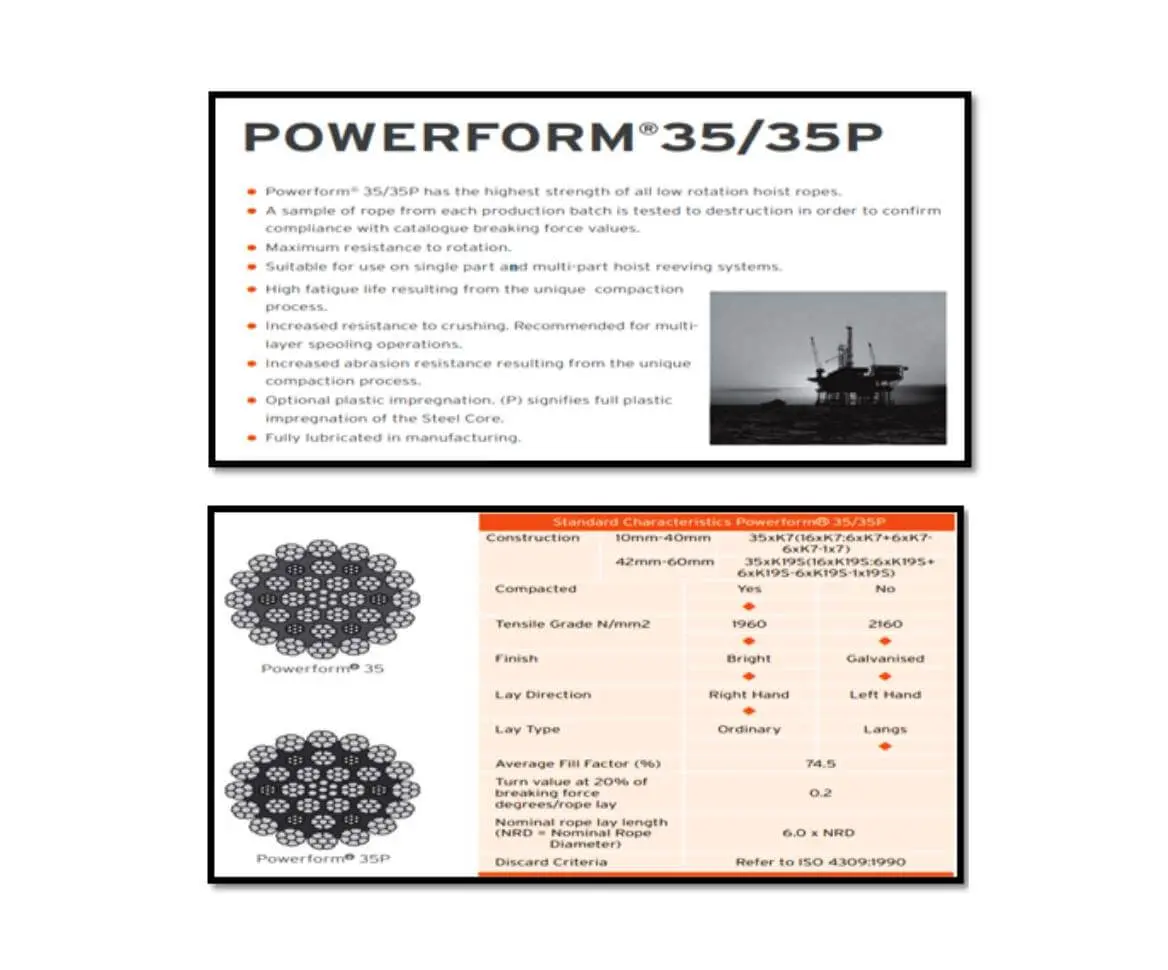 POWERFORM®35/35P
Powerform® 35/35P has the highest strength of all low rotation hoist ropes.
A sample of rope from each production batch is tested to destruction in order to confirm
compliance with catalogue breaking force values.
Maximum resistance to rotation.
Suitable for use on single part and multi-part hoist reeving systems.
High fatigue life resulting from the unique compaction
process.
Increased resistance to crushing. Recommended for multi-
layer spooling operations.
Increased abrasion resistance resulting from the unique
compaction process.
Optional plastic impregnation. (P) signifies full plastic
impregnation of the Steel Core.
Fully lubricated in manufacturing.
Powerform® 35
Powerform® 35P
Standard Characteristics Powerform® 35/35P
Construction 10mm-40mm 35xK7(16xK7:6xK7+6xK7-
6xK7-1x7)
42mm-60mm 35xK19S(16xK19S:6xK19S+
6xK19S-6xK19S-1x19S)
Compacted Yes No
Tensile Grade N/mm2 1960 2160
Finish Bright Galvanised
Lay Direction Right Hand Left Hand
Lay Type Ordinary Langs
Average Fill Factor (%) 74.5
Turn value at 20% of
breaking force 0.2
degrees/rope lay
Nominal rope lay length
(NRD = Nominal Rope 6.0 x NRD
Diameter)
Discard Criteria Refer to ISO 4309:1990